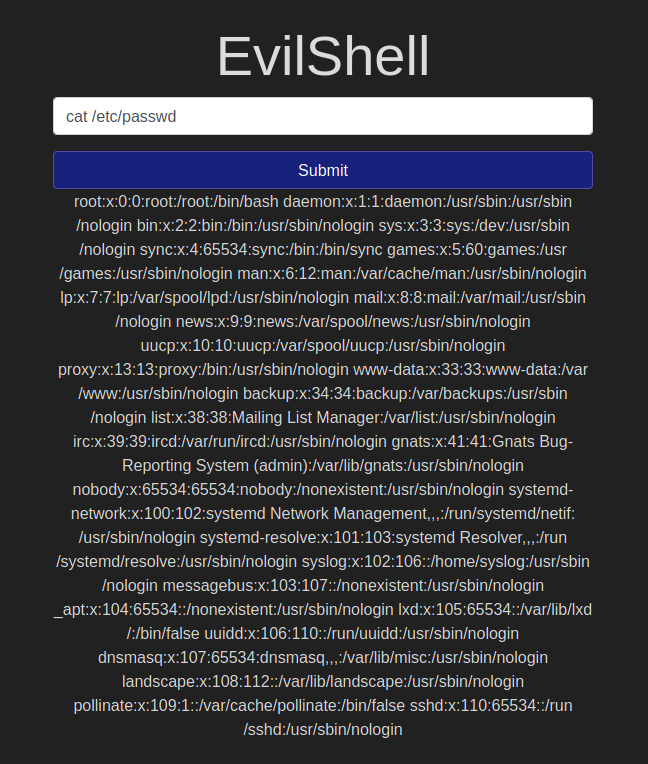 EvilShell
cat /etc/passwd
Submit
root:x:0:0:root:/root:/bin/bash daemon:x:1:1:daemon:/usr/sbin:/usr/sbin
/nologin bin:x:2:2:bin:/bin:/usr/sbin/nologin sys:x:3:3:sys:/dev:/usr/sbin
/nologin sync:x:4:65534:sync:/bin:/bin/sync games:x:5:60:games:/usr
/games:/usr/sbin/nologin man:x:6:12:man:/var/cache/man:/usr/sbin/nologin
lp:x:7:7:lp:/var/spool/lpd:/usr/sbin/nologin mail:x:8:8:mail:/var/mail:/usr/sbin
/nologin news:x:9:9:news:/var/spool/news:/usr/sbin/nologin
uucp:x:10:10:uucp:/var/spool/uucp:/usr/sbin/nologin
proxy:x:13:13:proxy:/bin:/usr/sbin/nologin www-data:x:33:33:www-data:/var
/www:/usr/sbin/nologin backup:x:34:34:backup:/var/backups:/usr/sbin
/nologin list:x:38:38:Mailing List Manager:/var/list:/usr/sbin/nologin
irc:x:39:39:ircd:/var/run/ircd:/usr/sbin/nologin gnats:x:41:41:Gnats Bug-
Reporting System (admin):/var/lib/gnats:/usr/sbin/nologin
nobody:x:65534:65534:nobody:/nonexistent:/usr/sbin/nologin systemd-
network:x:100:102:systemd Network Management,,,:/run/systemd/netif:
/usr/sbin/nologin systemd-resolve:x:101:103:systemd Resolver,,,:/run
/systemd/resolve:/usr/sbin/nologin syslog:x:102:106::/home/syslog:/usr/sbin
/nologin messagebus:x:103:107::/nonexistent:/usr/sbin/nologin
_apt:x:104:65534::/nonexistent:/usr/sbin/nologin lxd:x:105:65534::/var/lib/lxd
/:/bin/false uuidd:x:106:110::/run/uuidd:/usr/sbin/nologin
dnsmasq:x:107:65534:dnsmasq,,,:/var/lib/misc:/usr/sbin/nologin
landscape:x:108:112::/var/lib/landscape:/usr/sbin/nologin
pollinate:x:109:1::/var/cache/pollinate:/bin/false sshd:x:110:65534::/run
/sshd:/usr/sbin/nologin